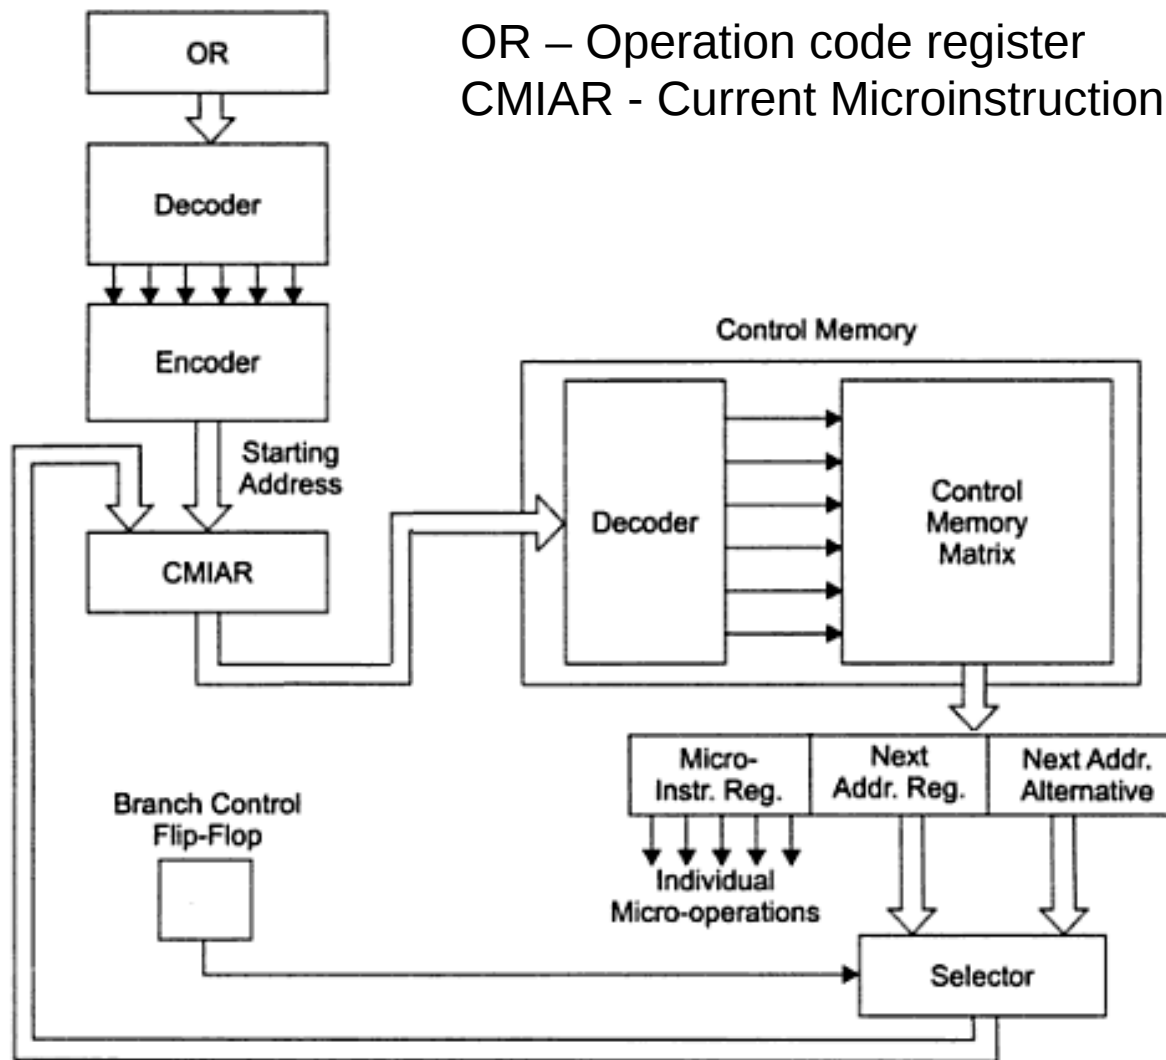 OR – Operation code register
CMIAR - Current Microinstruction
OR
Decoder
Encoder
Starting
Address
CMIAR
Control Memory
Decoder
Control
Memory
Matrix
Micro-
Instr. Reg.
Next
Addr. Reg.
Next Addr.
Alternative
Individual
Micro-operations
Branch Control
Flip-Flop
Selector